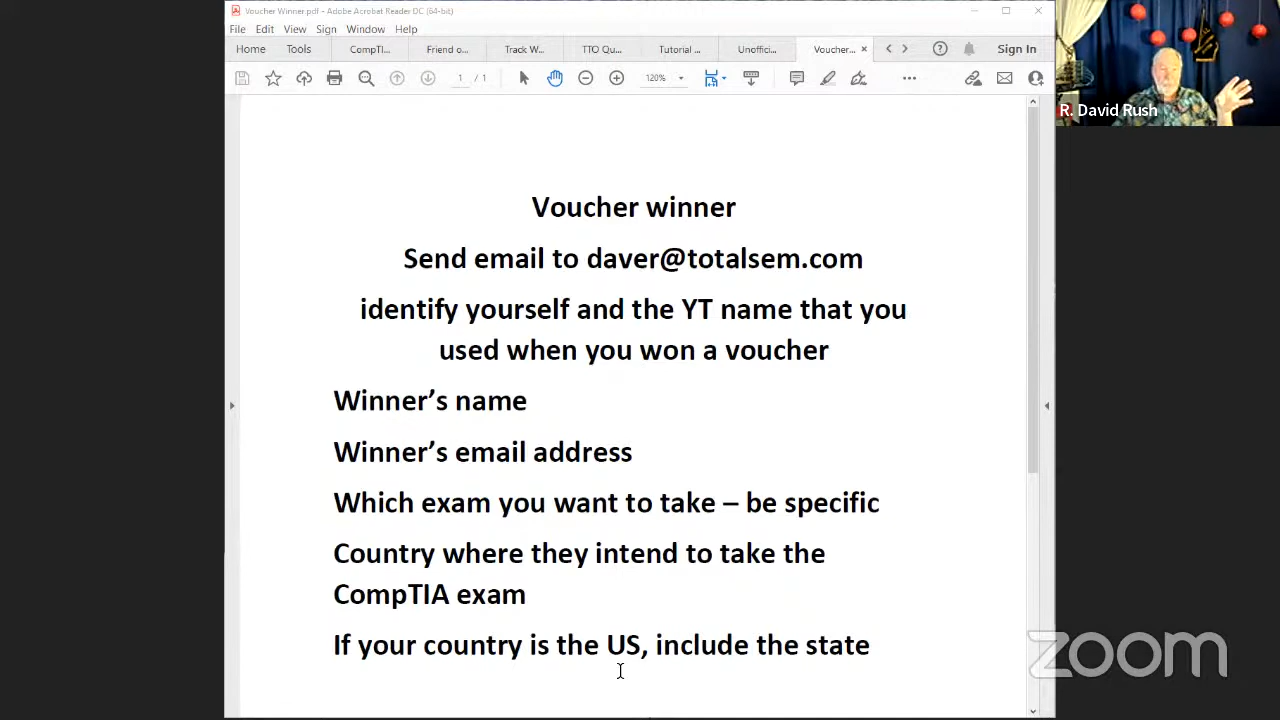 Voucher Winner.pdf - Adobe Acrobat Reader DC (64-bit)
File Edit View Sign Window Help
Home Tools CompTI... Friend o... Track W... TTO Qu... Tutorial ... Unoffici... Voucher... × Sign In
1 / 1 120%
R. David Rush
Voucher winner
Send email to daver@totalsem.com
identify yourself and the YT name that you
used when you won a voucher
Winner’s name
Winner’s email address
Which exam you want to take – be specific
Country where they intend to take the
CompTIA exam
If your country is the US, include the state
zoom